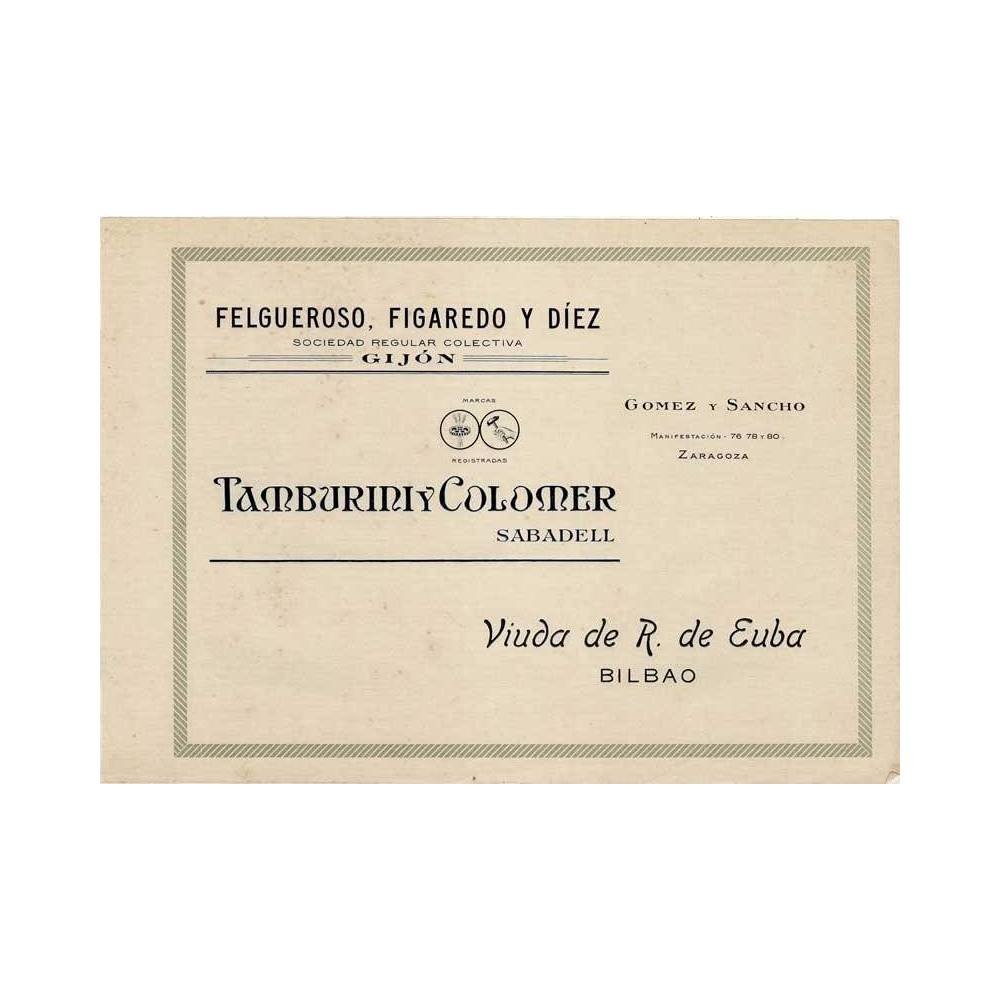 FELGUEROSO, FIGAREDO Y DÍEZ
SOCIEDAD REGULAR COLECTIVA
GIJÓN
MARCAS
REGISTRADAS
TAMBURINI Y COLOMER
SABADELL
GOMEZ Y SANCHO
MANIFESTACIÓN - 76 78 Y 80.
ZARAGOZA
Viuda de R. de Euba
BILBAO